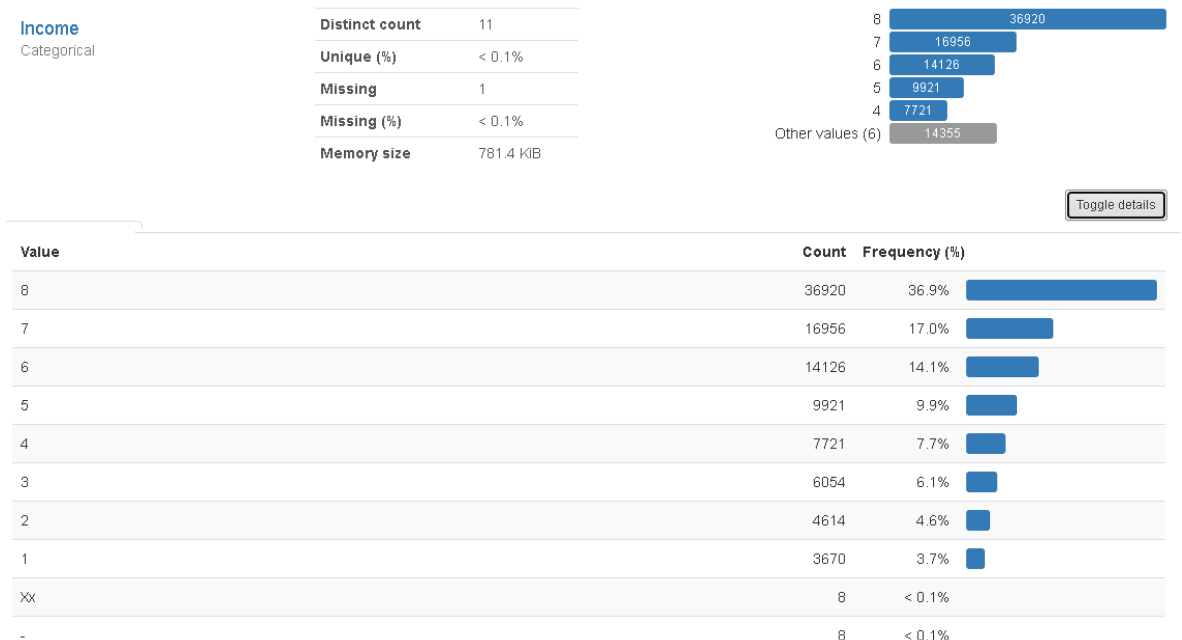 Income
Categorical
Distinct count 11
Unique (%) < 0.1%
Missing 1
Missing (%) < 0.1%
Memory size 781.4 KiB
8 36920
7 16956
6 14126
5 9921
4 7721
Other values (6) 14355
Toggle details
Value Count Frequency (%)
8 36920 36.9%
7 16956 17.0%
6 14126 14.1%
5 9921 9.9%
4 7721 7.7%
3 6054 6.1%
2 4614 4.6%
1 3670 3.7%
Xx 8 < 0.1%
- 8 < 0.1%